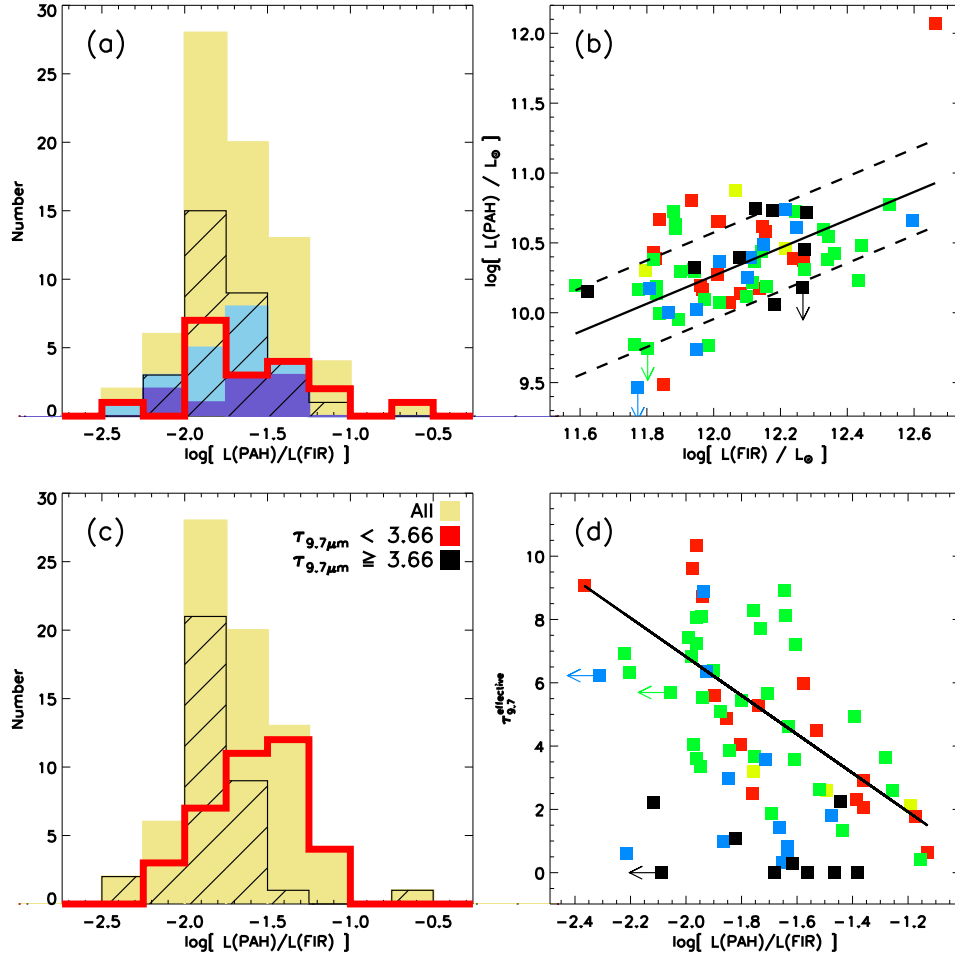 (a)
30
25
20
15
10
5
0
Number
−2.5 −2.0 −1.5 −1.0 −0.5
log[ L(PAH)/L(FIR) ]
(b)
12.0
11.5
11.0
10.5
10.0
9.5
log[ L(PAH) / L⊙ ]
11.6 11.8 12.0 12.2 12.4 12.6
log[ L(FIR) / L⊙ ]
(c)
All
τ9.7μm < 3.66
τ9.7μm ≧ 3.66
30
25
20
15
10
5
0
Number
−2.5 −2.0 −1.5 −1.0 −0.5
log[ L(PAH)/L(FIR) ]
(d)
10
8
6
4
2
0
τ9.7effective
−2.4 −2.2 −2.0 −1.8 −1.6 −1.4 −1.2
log[ L(PAH)/L(FIR) ]